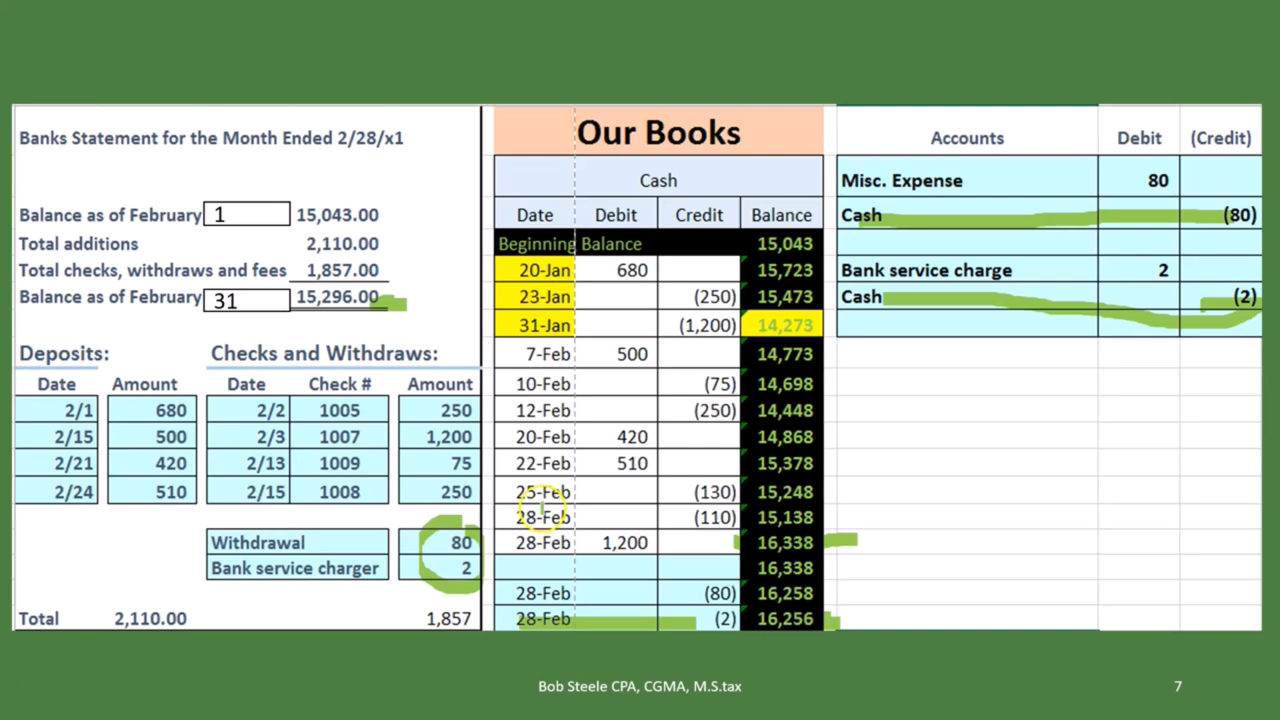 Banks Statement for the Month Ended 2/28/x1
Balance as of February 1 15,043.00
Total additions 2,110.00
Total checks, withdraws and fees 1,857.00
Balance as of February 31 15,296.00
Deposits: Checks and Withdraws:
Date Amount Date Check # Amount
2/1 680 2/2 1005 250
2/15 500 2/3 1007 1,200
2/21 420 2/13 1009 75
2/24 510 2/15 1008 250
Withdrawal 80
Bank service charger 2
Total 2,110.00 1,857
Our Books
Cash
Date Debit Credit Balance
Beginning Balance 15,043
20-Jan 680 15,723
23-Jan (250) 15,473
31-Jan (1,200) 14,273
7-Feb 500 14,773
10-Feb (75) 14,698
12-Feb (250) 14,448
20-Feb 420 14,868
22-Feb 510 15,378
25-Feb (130) 15,248
28-Feb (110) 15,138
28-Feb 1,200 16,338
16,338
28-Feb (80) 16,258
28-Feb (2) 16,256
Accounts Debit (Credit)
Misc. Expense 80
Cash (80)
Bank service charge 2
Cash (2)
Bob Steele CPA, CGMA, M.S.tax 7